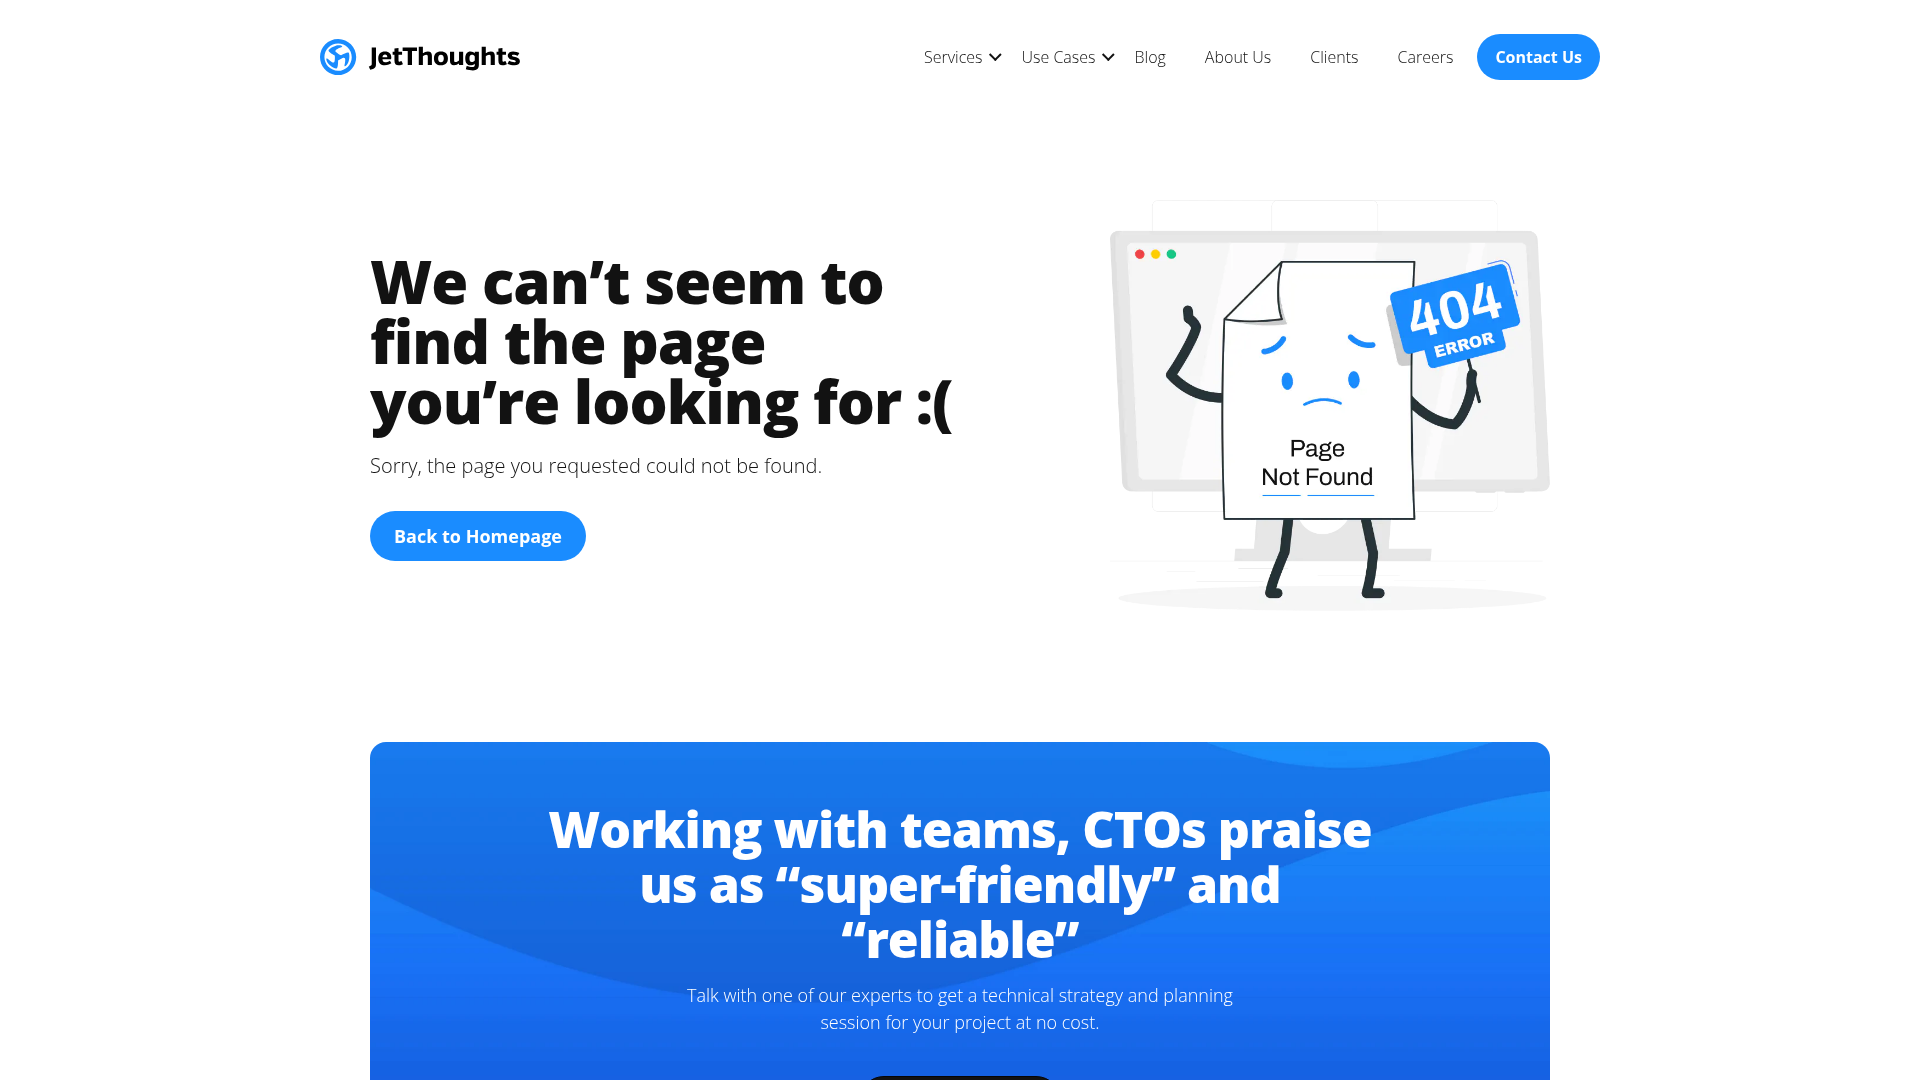 JetThoughts
Services
Use Cases
Blog
About Us
Clients
Careers
Contact Us
We can’t seem to
find the page
you’re looking for :(
Sorry, the page you requested could not be found.
Back to Homepage
404
ERROR
Page
Not Found
Working with teams, CTOs praise
us as “super-friendly” and
“reliable”
Talk with one of our experts to get a technical strategy and planning
session for your project at no cost.